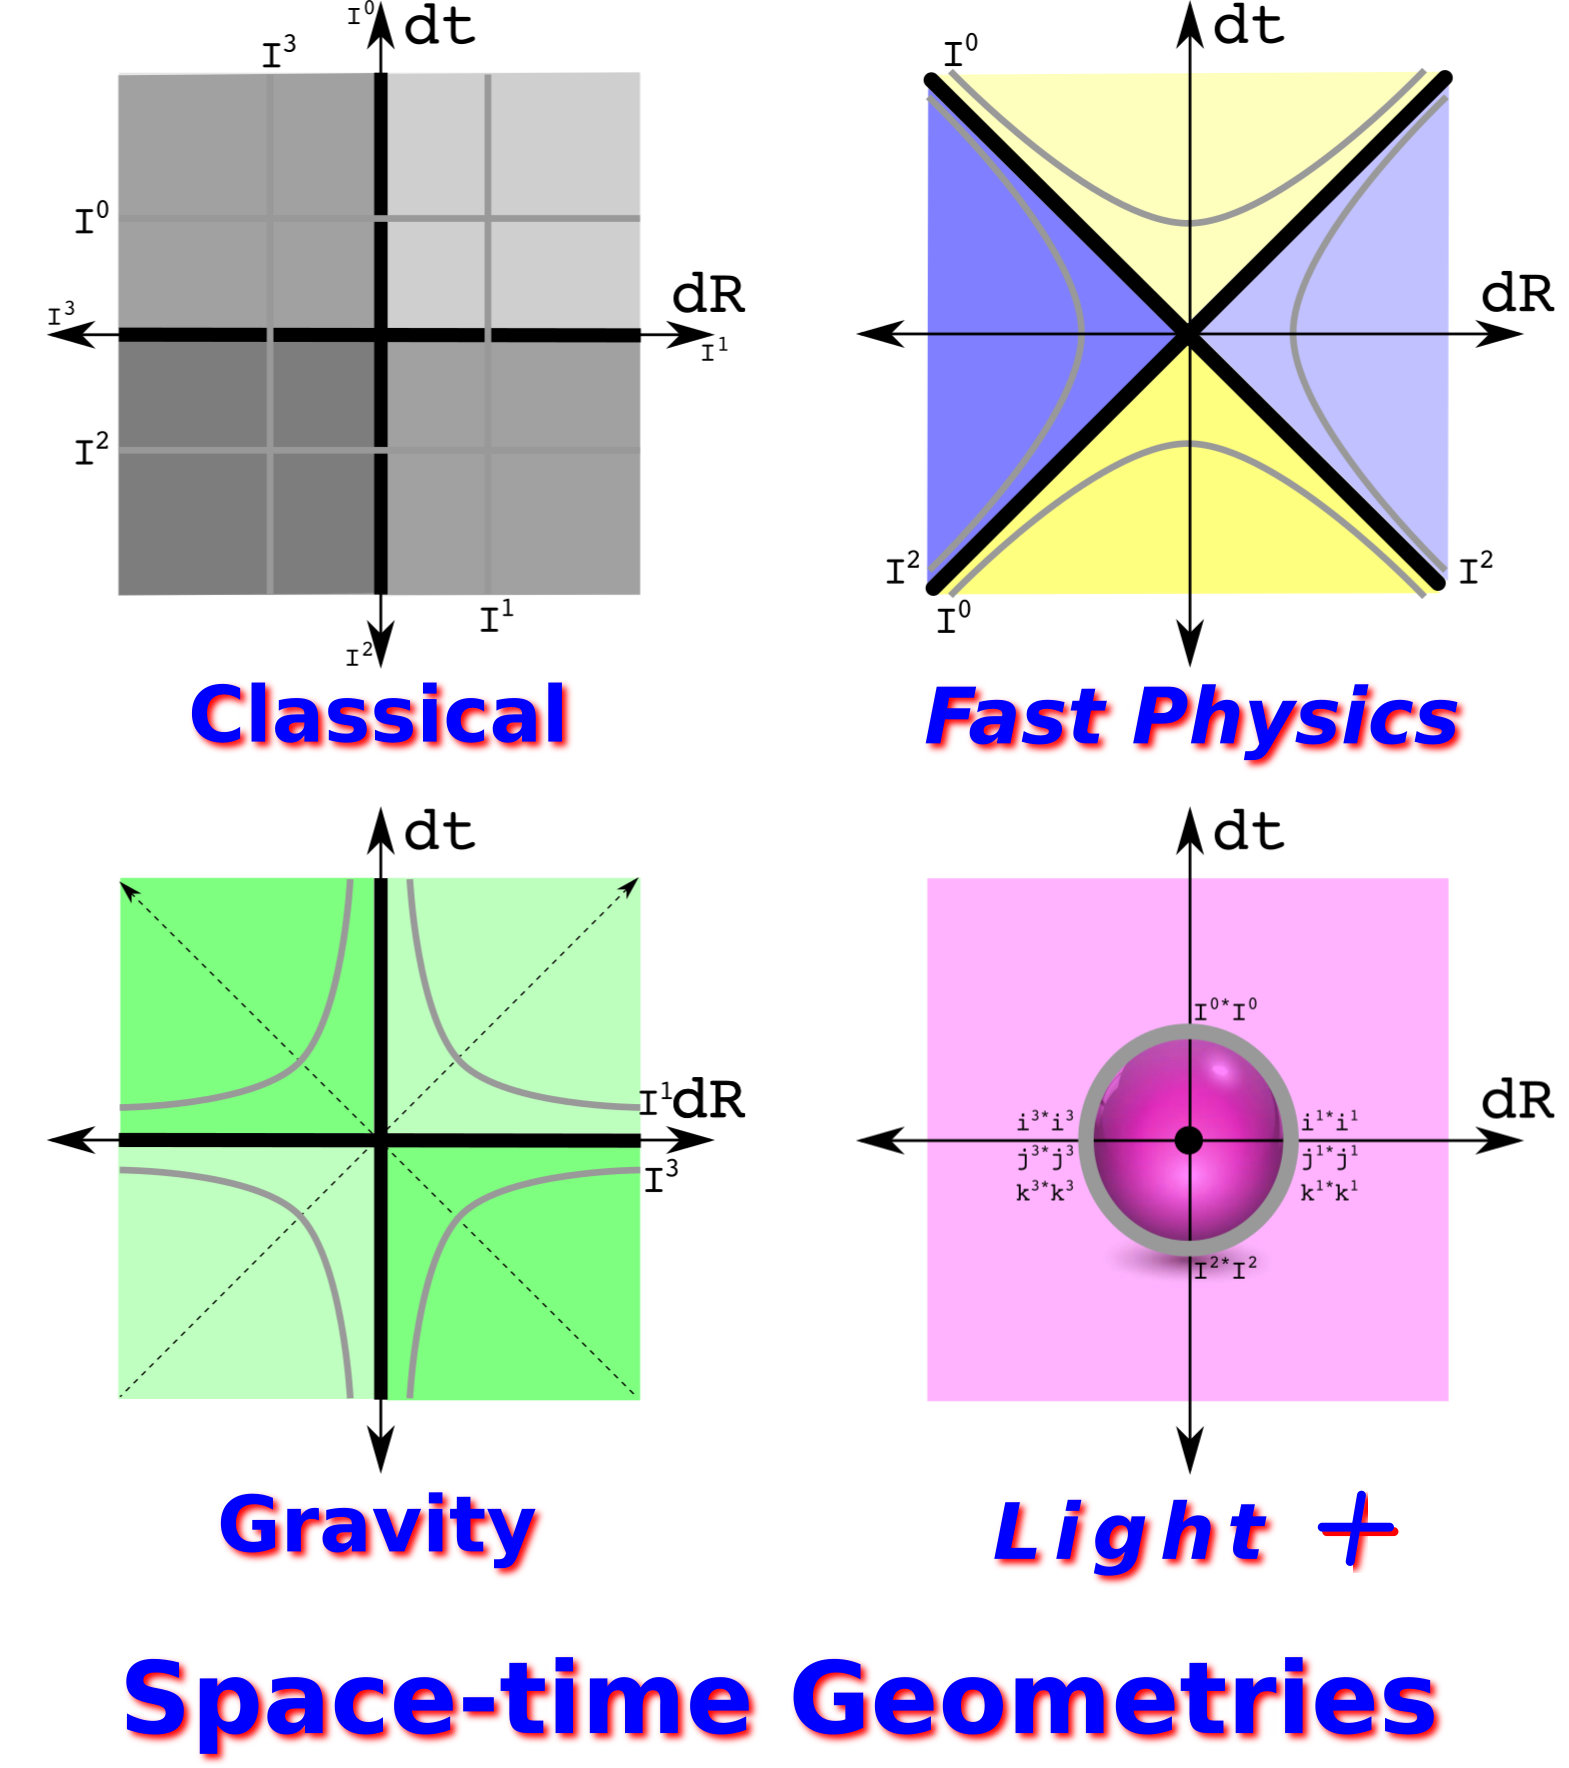 I⁰ dt
I³
I⁰
dR
I³
I¹
I²
I¹
I²
Classical
dt
I⁰
dR
I² I²
I⁰
Fast Physics
dt
I¹ dR
I³
Gravity
dt
I⁰*I⁰
dR
i³*i³ i¹*i¹
j³*j³ j¹*j¹
k³*k³ k¹*k¹
I²*I²
Light +
Space-time Geometries